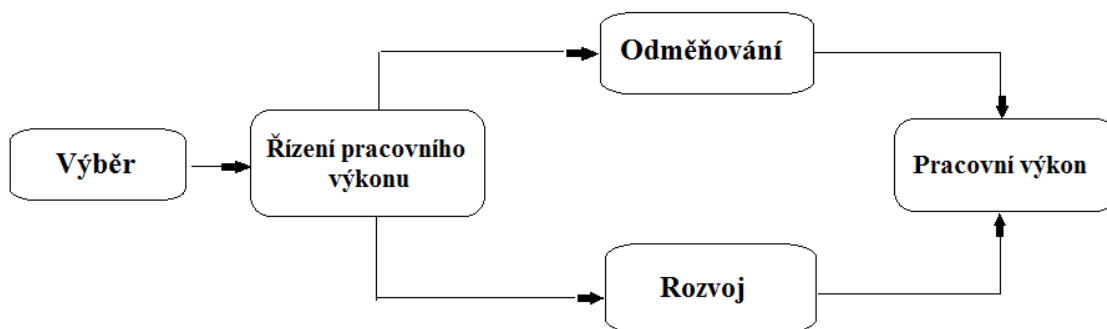 Výběr
Řízení pracovního
výkonu
Odměňování
Rozvoj
Pracovní výkon